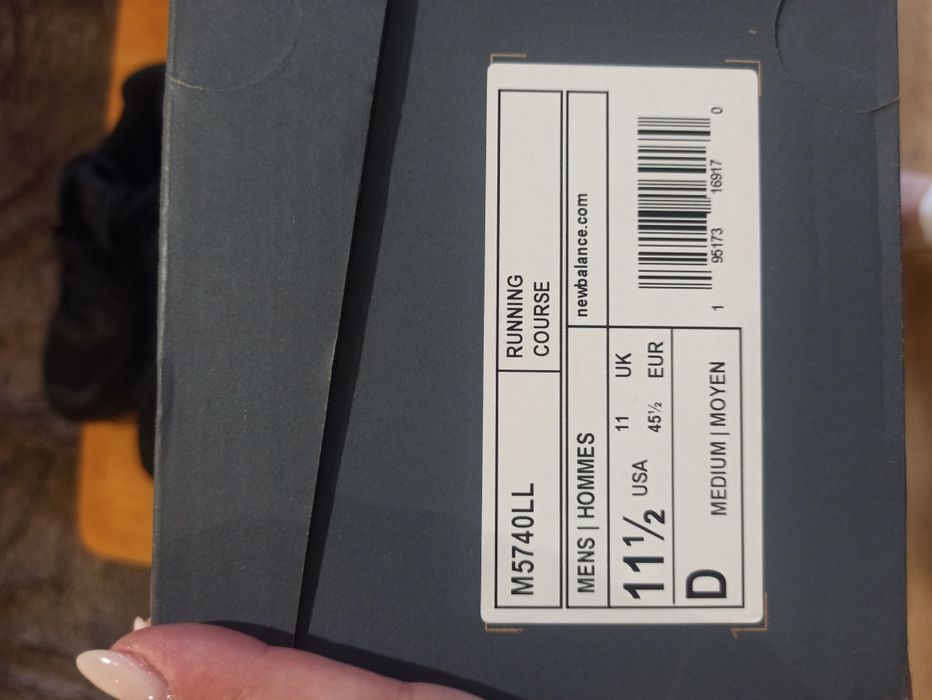 M5740LL
RUNNING
COURSE
MENS | HOMMES
newbalance.com
11½ USA 11 UK
45½ EUR
D
MEDIUM | MOYEN
1 95173 16917 0